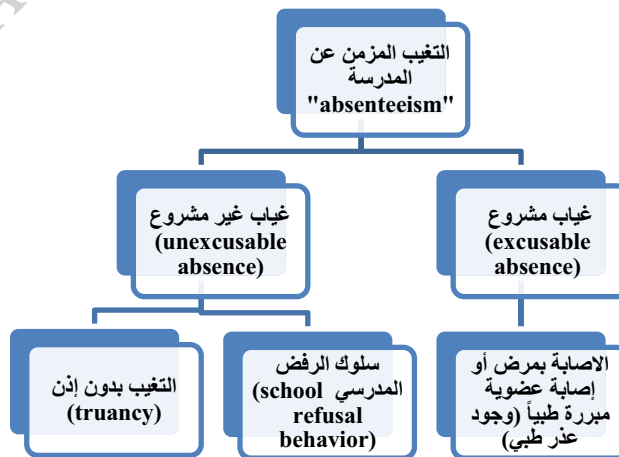 التغيب المزمن عن
المدرسة
"absenteeism"
غياب مشروع
(excusable
absence)
غياب غير مشروع
(unexcusable
absence)
الاصابة بمرض أو
إصابة عضوية
مبررة طبياً (وجود
عذر طبي)
سلوك الرفض
المدرسي (school
refusal
behavior)
التغيب بدون إذن
(truancy)